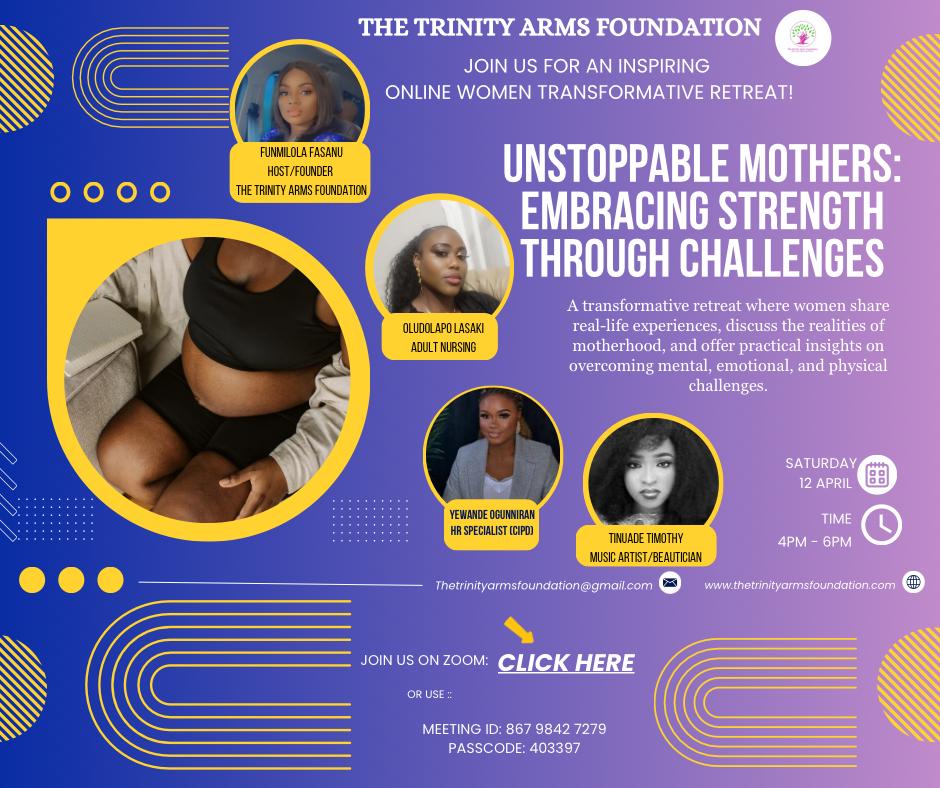 THE TRINITY ARMS FOUNDATION
JOIN US FOR AN INSPIRING
ONLINE WOMEN TRANSFORMATIVE RETREAT!
FUNMILOLA FASANU
HOST/FOUNDER
THE TRINITY ARMS FOUNDATION
UNSTOPPABLE MOTHERS:
EMBRACING STRENGTH
THROUGH CHALLENGES
OLUDOLAPO LASAKI
ADULT NURSING
A transformative retreat where women share
real-life experiences, discuss the realities of
motherhood, and offer practical insights on
overcoming mental, emotional, and physical
challenges.
YEWANDE OGUNNIRAN
HR SPECIALIST (CIPD)
TINUADE TIMOTHY
MUSIC ARTIST/BEAUTICIAN
SATURDAY
12 APRIL
TIME
4PM - 6PM
Thetrinityarmsfoundation@gmail.com
www.thetrinityarmsfoundation.com
JOIN US ON ZOOM: CLICK HERE
OR USE ::
MEETING ID: 867 9842 7279
PASSCODE: 403397